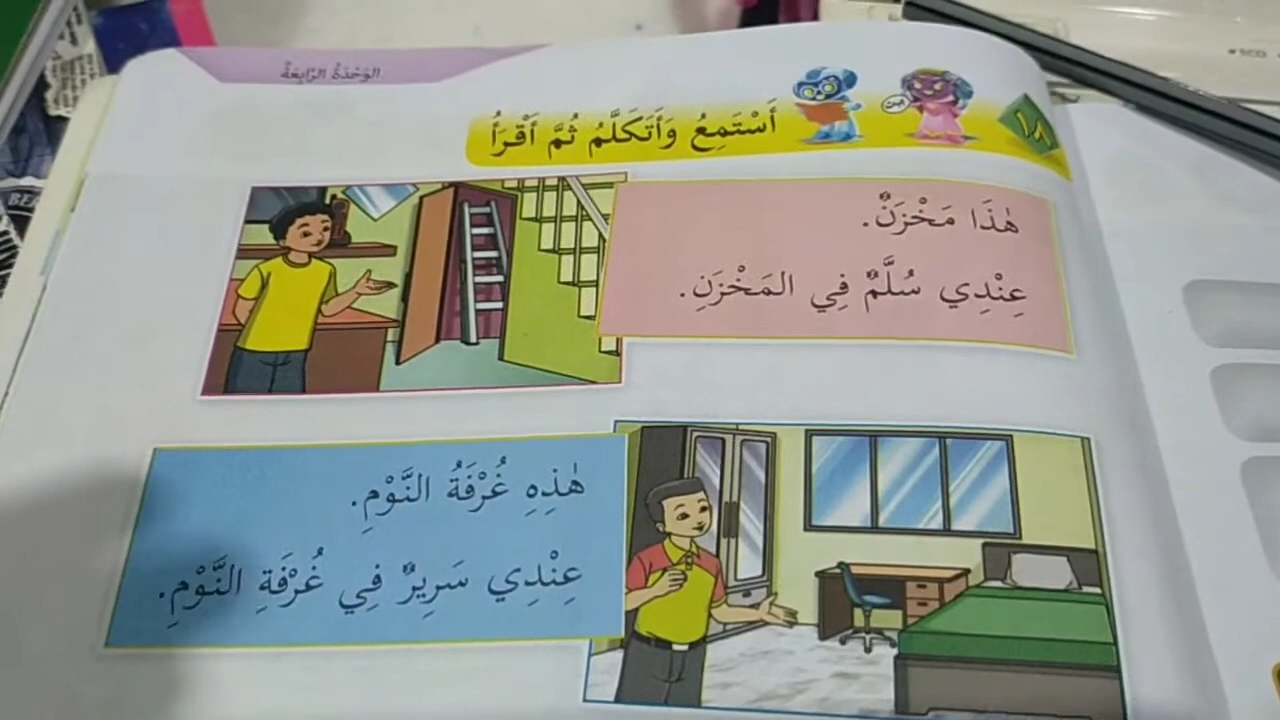 الوَحْدَةُ الرَّابِعَةُ
١٨
أَسْتَمِعُ وَأَتَكَلَّمُ ثُمَّ أَقْرَأُ
هٰذَا مَخْزَنٌ.
عِنْدِي سُلَّمٌ فِي المَخْزَنِ.
هٰذِهِ غُرْفَةُ النَّوْمِ.
عِنْدِي سَرِيرٌ فِي غُرْفَةِ النَّوْمِ.